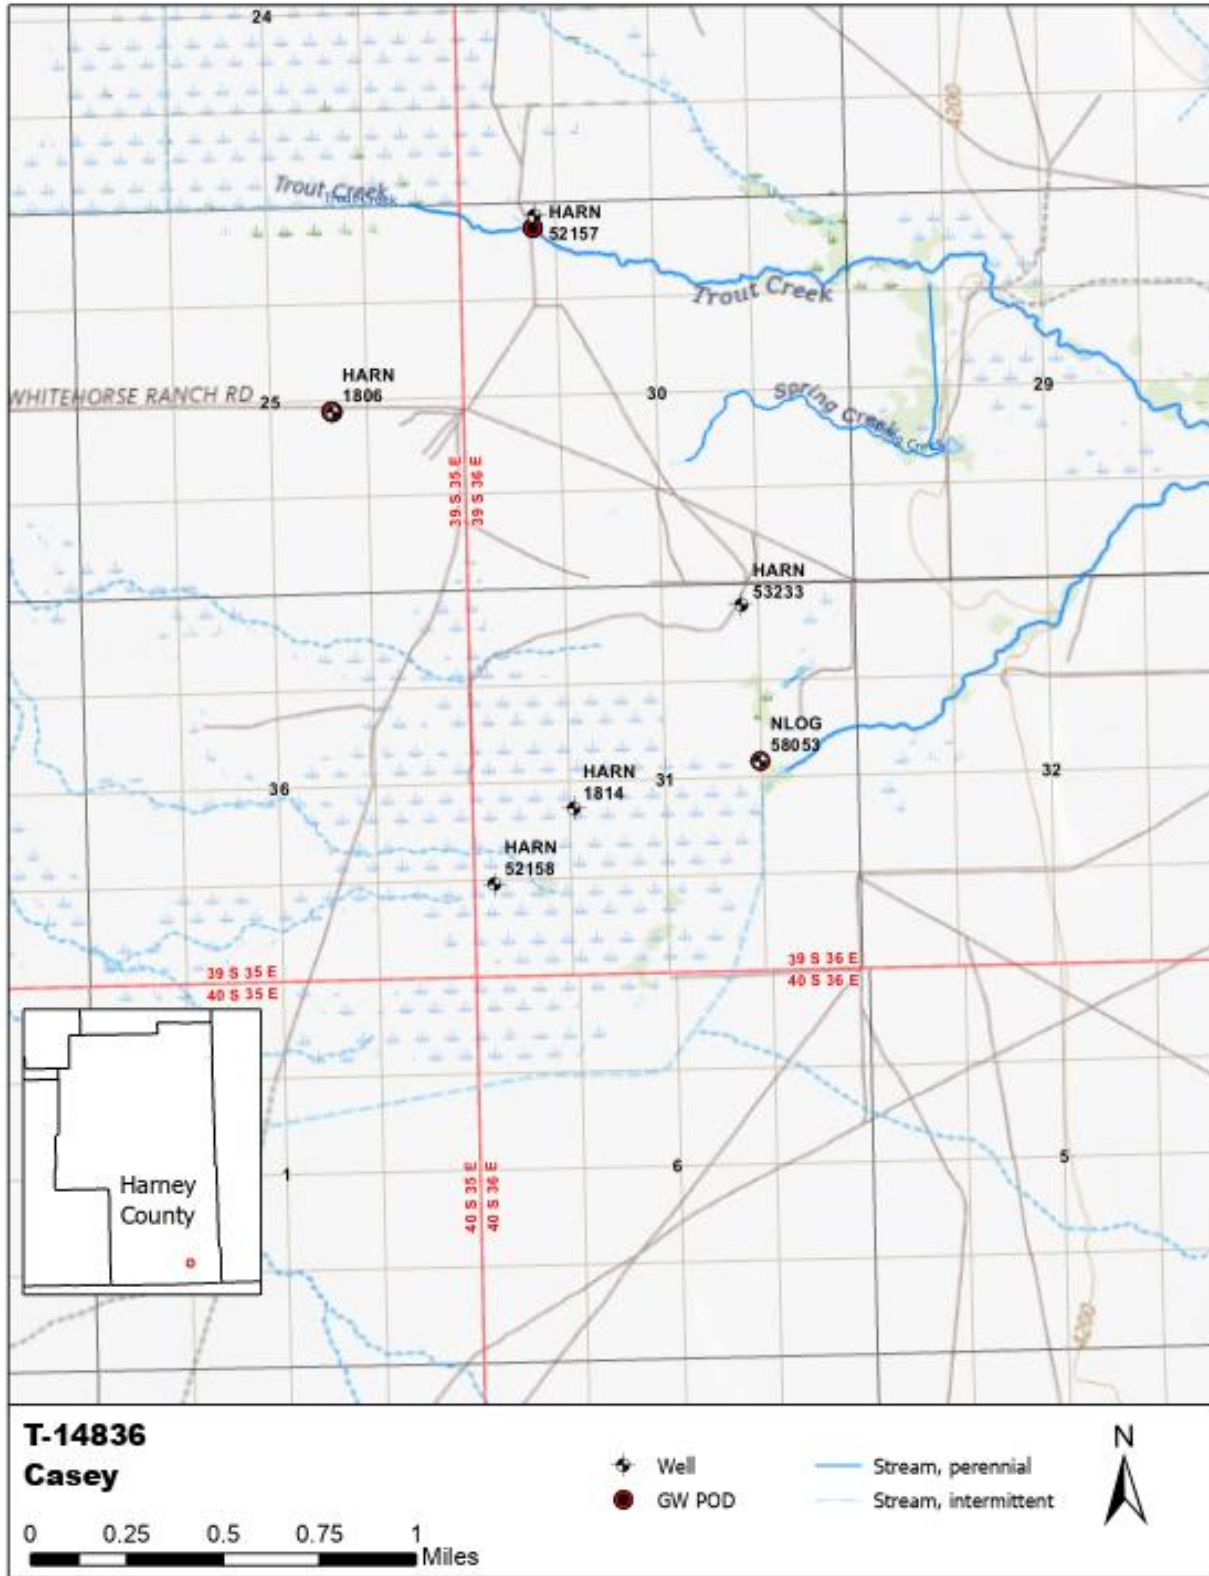 24
4200
Trout Creek
HARN
52157
Trout Creek
HARN
1806
WHITEHORSE RANCH RD
25
30
29
Spring Creek
39 S 35 E
39 S 36 E
HARN
53233
NLOG
58053
HARN
1814
31
32
36
HARN
52158
39 S 35 E
40 S 35 E
39 S 36 E
40 S 36 E
Harney
County
1
40 S 35 E
40 S 36 E
6
5
4200
T-14836
Casey
0 0.25 0.5 0.75 1
Miles
Well
GW POD
Stream, perennial
Stream, intermittent
N